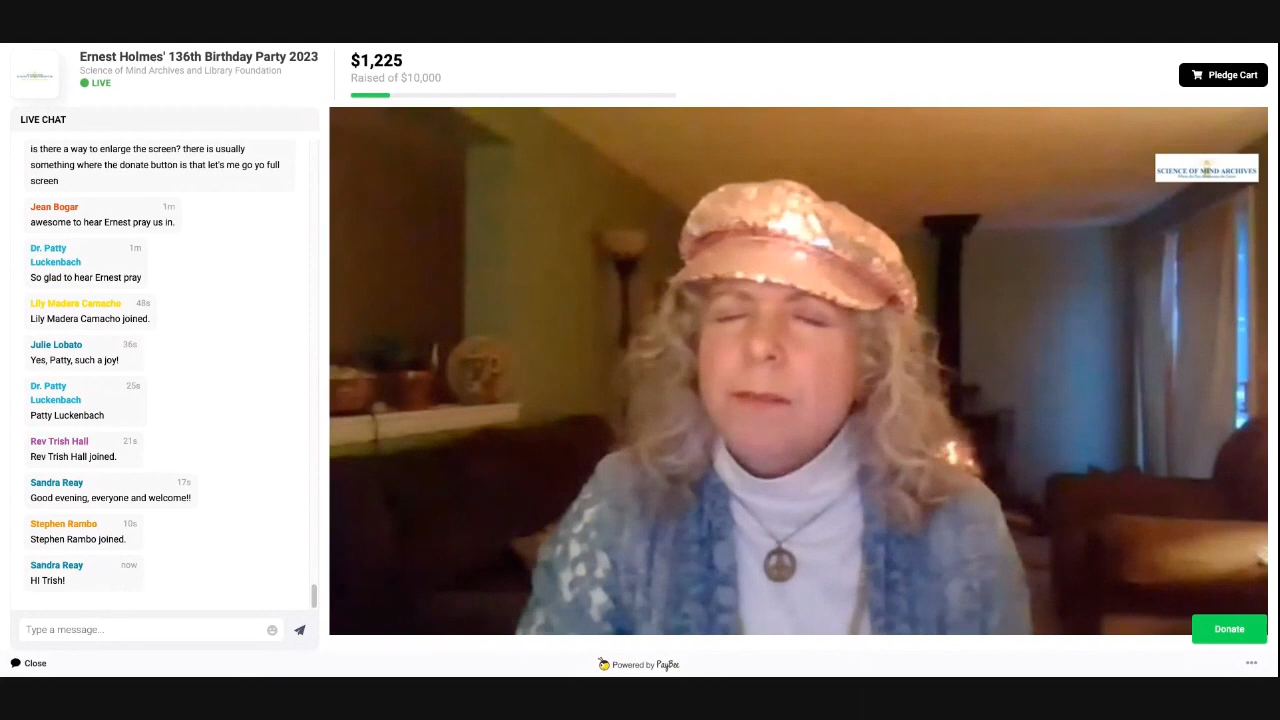 Ernest Holmes' 136th Birthday Party 2023
Science of Mind Archives and Library Foundation
LIVE
$1,225
Raised of $10,000
Pledge Cart
LIVE CHAT
is there a way to enlarge the screen? there is usually
something where the donate button is that let's me go yo full
screen
Jean Bogar 1m
awesome to hear Ernest pray us in.
Dr. Patty 1m
Luckenbach
So glad to hear Ernest pray
Lily Madera Camacho 48s
Lily Madera Camacho joined.
Julie Lobato 36s
Yes, Patty, such a joy!
Dr. Patty 25s
Luckenbach
Patty Luckenbach
Rev Trish Hall 21s
Rev Trish Hall joined.
Sandra Reay 17s
Good evening, everyone and welcome!!
Stephen Rambo 10s
Stephen Rambo joined.
Sandra Reay now
HI Trish!
Type a message...
Close
SCIENCE OF MIND ARCHIVES
Donate
Powered by PayBee